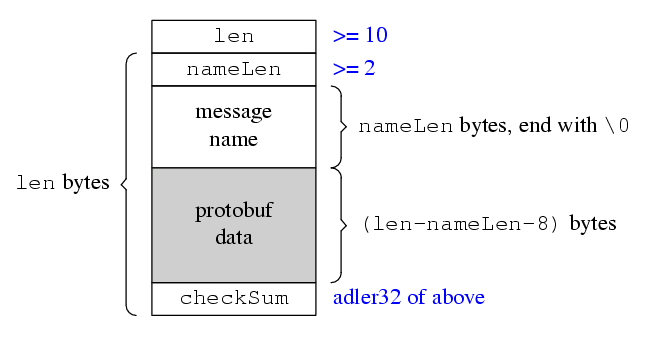 len >= 10
nameLen >= 2
message
name
nameLen bytes, end with \0
len bytes
protobuf
data
(len-nameLen-8) bytes
checkSum adler32 of above